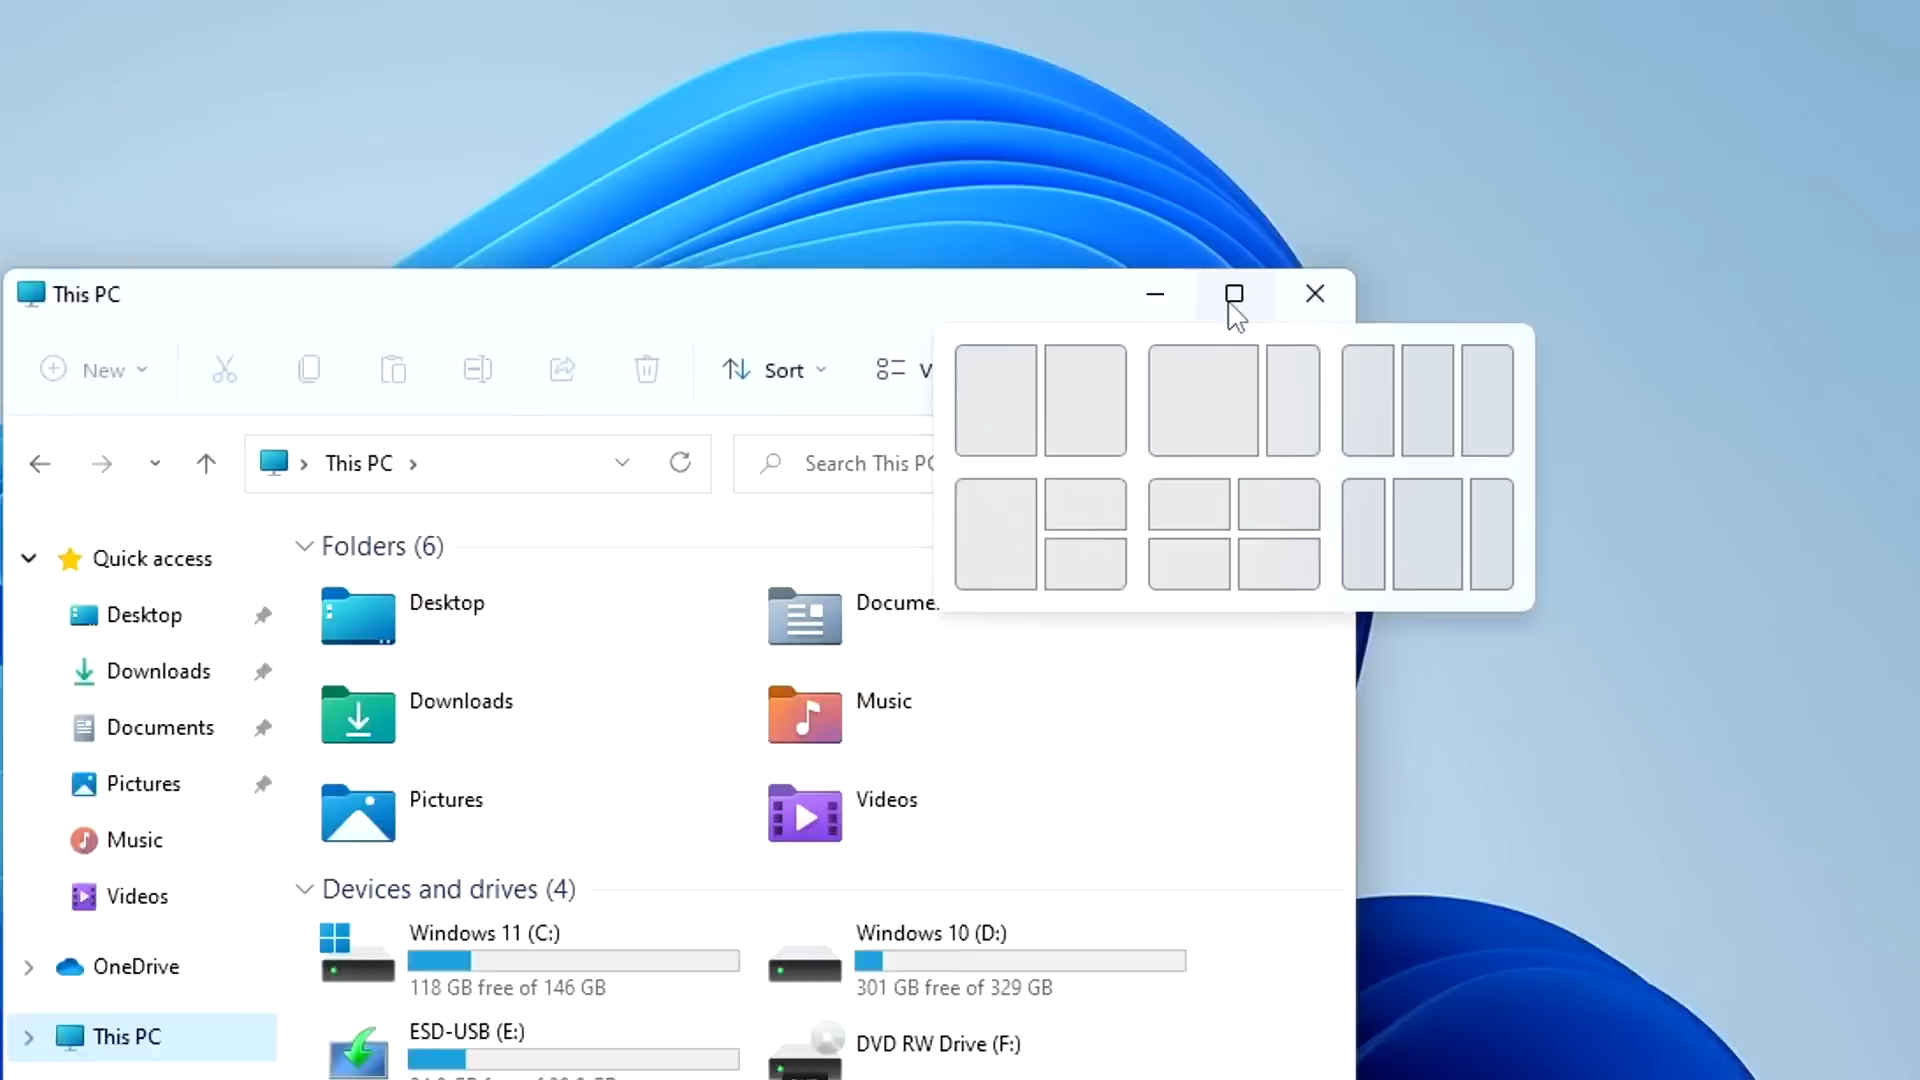 This PC
New
Sort
V
This PC
Search This PC
Quick access
Desktop
Downloads
Documents
Pictures
Music
Videos
OneDrive
This PC
Folders (6)
Desktop
Docume
Downloads
Music
Pictures
Videos
Devices and drives (4)
Windows 11 (C:)
118 GB free of 146 GB
Windows 10 (D:)
301 GB free of 329 GB
ESD-USB (E:)
DVD RW Drive (F:)